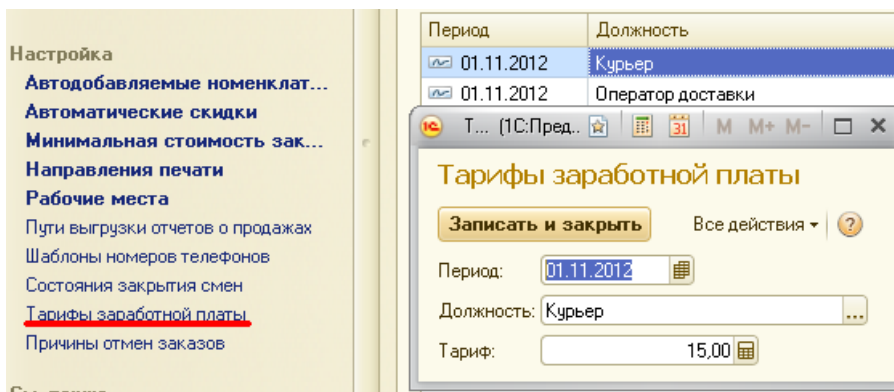 Настройка
Автодобавляемые номенклат...
Автоматические скидки
Минимальная стоимость зак...
Направления печати
Рабочие места
Пути выгрузки отчетов о продажах
Шаблоны номеров телефонов
Состояния закрытия смен
Тарифы заработной платы
Причины отмен заказов
Период Должность
01.11.2012 Курьер
01.11.2012 Оператор доставки
1С Т... (1С:Пред.. 31 M M+ M-
Тарифы заработной платы
Записать и закрыть Все действия ?
Период: 01.11.2012
Должность: Курьер ...
Тариф: 15,00